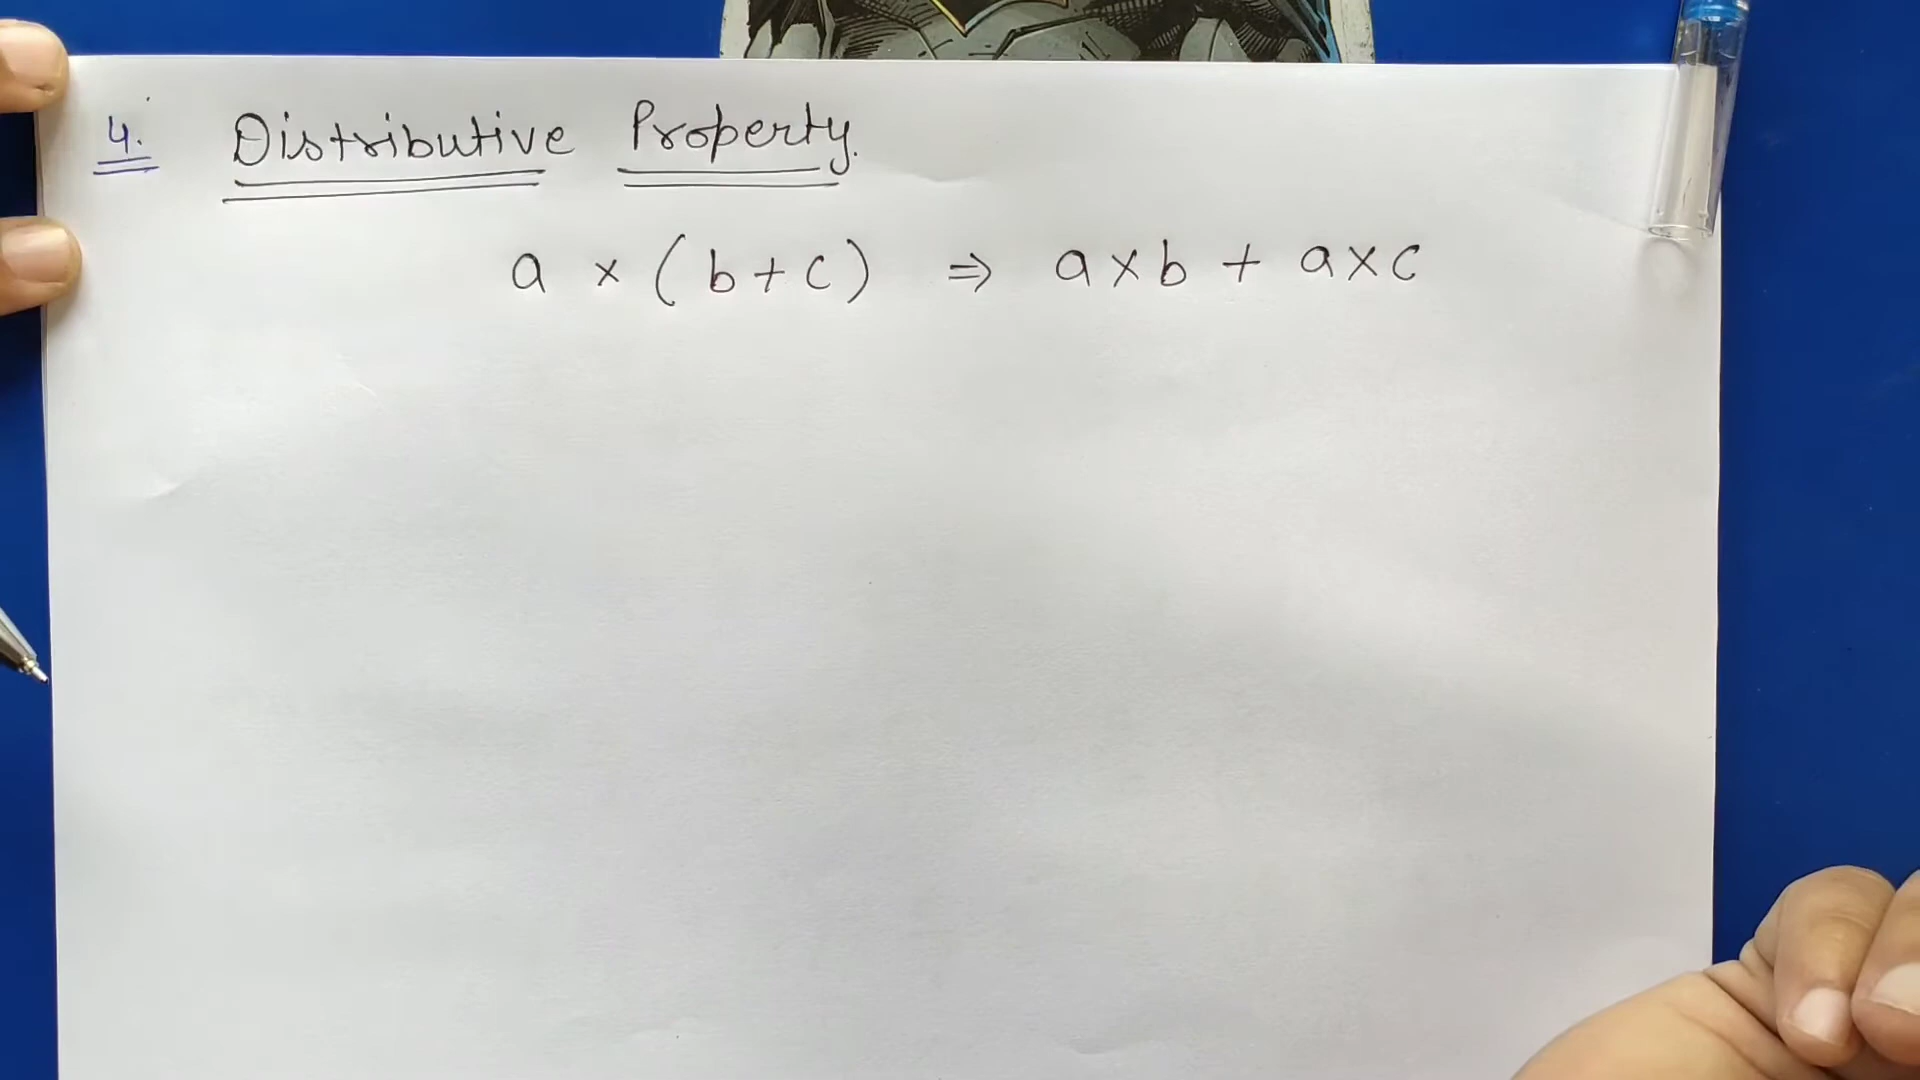 4. Distributive Property.
a × (b+c) ⇒ a×b + a×c